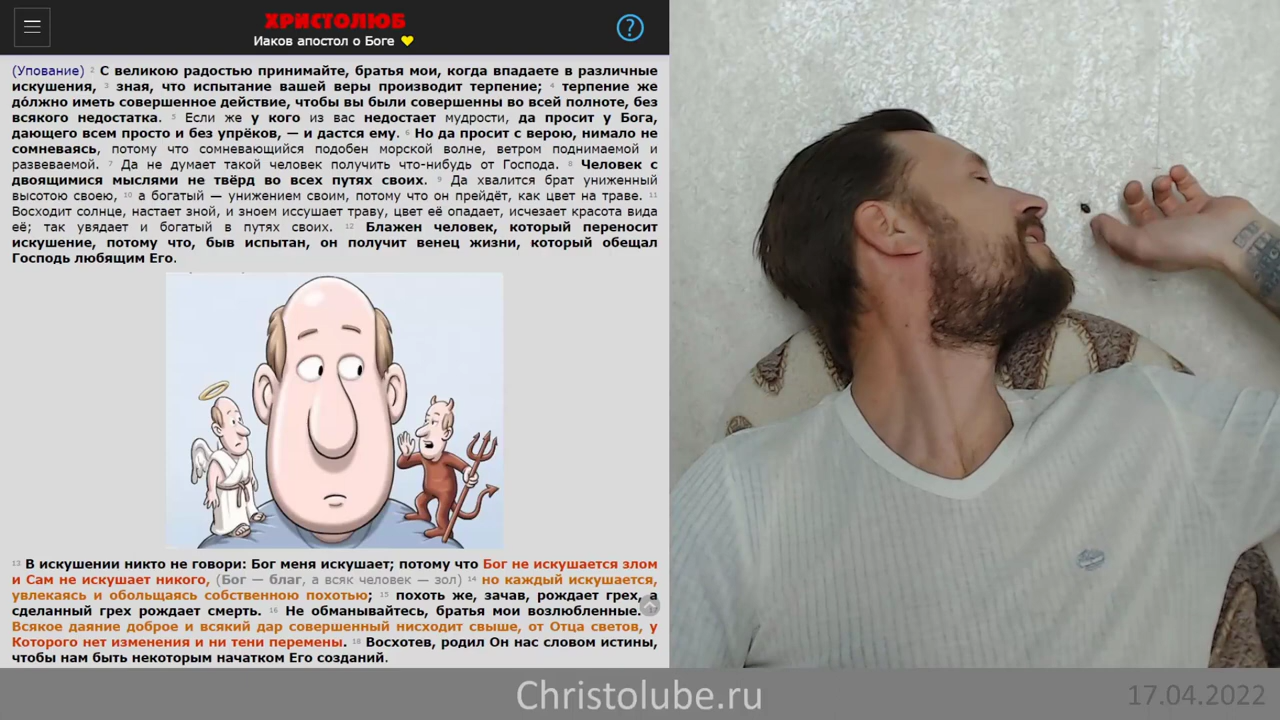 ХРИСТОЛЮБ
Иаков апостол о Боге
?
(Упование) 2 С великою радостью принимайте, братья мои, когда впадаете в различные
искушения, 3 зная, что испытание вашей веры производит терпение; 4 терпение же
до́лжно иметь совершенное действие, чтобы вы были совершенны во всей полноте, без
всякого недостатка. 5 Если же у кого из вас недостает мудрости, да просит у Бога,
дающего всем просто и без упрёков, — и дастся ему. 6 Но да просит с верою, нимало не
сомневаясь, потому что сомневающийся подобен морской волне, ветром поднимаемой и
развеваемой. 7 Да не думает такой человек получить что-нибудь от Господа. 8 Человек с
двоящимися мыслями не твёрд во всех путях своих. 9 Да хвалится брат униженный
высотою своею, 10 а богатый — унижением своим, потому что он прейдёт, как цвет на траве. 11
Восходит солнце, настает зной, и зноем иссушает траву, цвет её опадает, исчезает красота вида
её; так увядает и богатый в путях своих. 12 Блажен человек, который переносит
искушение, потому что, быв испытан, он получит венец жизни, который обещал
Господь любящим Его.
13 В искушении никто не говори: Бог меня искушает; потому что Бог не искушается злом
и Сам не искушает никого, (Бог — благ, а всяк человек — зол) 14 но каждый искушается,
увлекаясь и обольщаясь собственною похотью; 15 похоть же, зачав, рождает грех, а
сделанный грех рождает смерть. 16 Не обманывайтесь, братья мои возлюбленные. 17
Всякое даяние доброе и всякий дар совершенный нисходит свыше, от Отца светов, у
Которого нет изменения и ни тени перемены. 18 Восхотев, родил Он нас словом истины,
чтобы нам быть некоторым начатком Его созданий.
Christolube.ru
17.04.2022